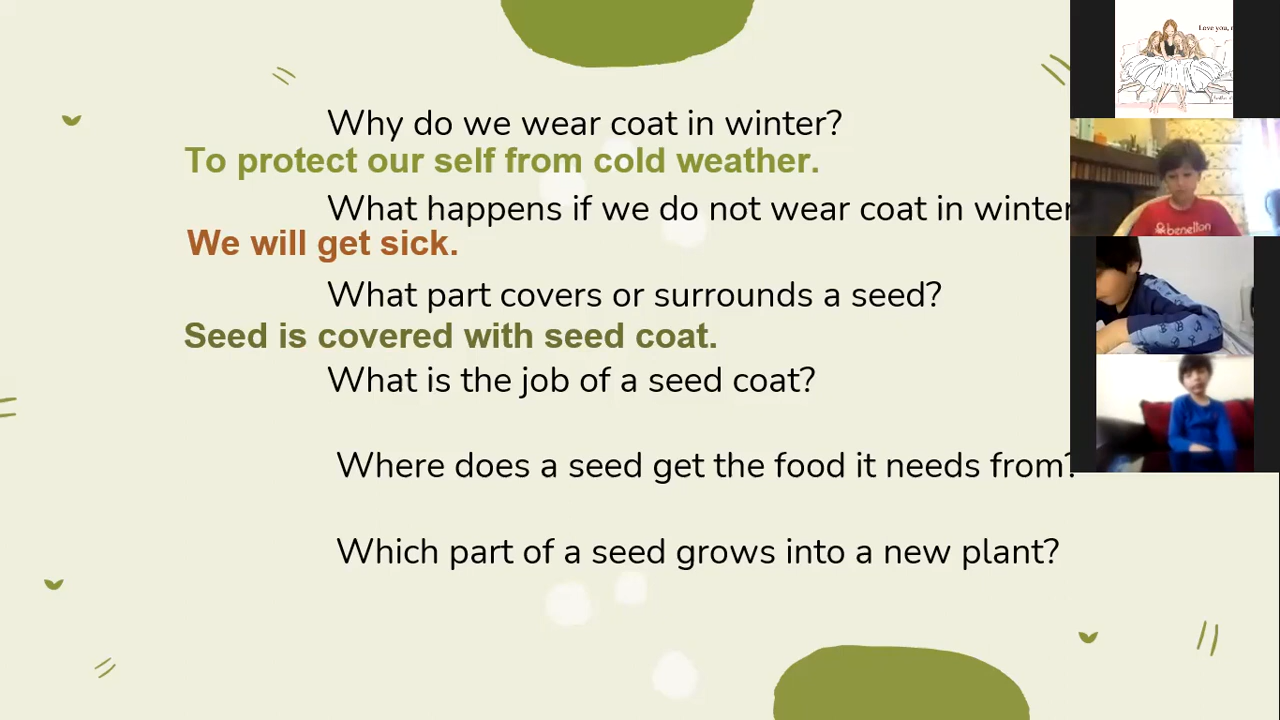 Why do we wear coat in winter?
To protect our self from cold weather.
What happens if we do not wear coat in winter
We will get sick.
What part covers or surrounds a seed?
Seed is covered with seed coat.
What is the job of a seed coat?
Where does a seed get the food it needs from?
Which part of a seed grows into a new plant?
Love you,
benetton